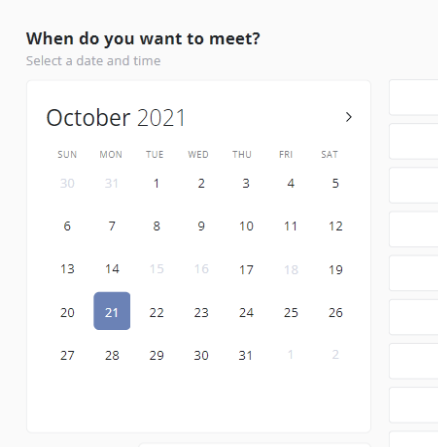 When do you want to meet?
Select a date and time
October 2021
SUN MON TUE WED THU FRI SAT
30 31 1 2 3 4 5
6 7 8 9 10 11 12
13 14 15 16 17 18 19
20 21 22 23 24 25 26
27 28 29 30 31 1 2